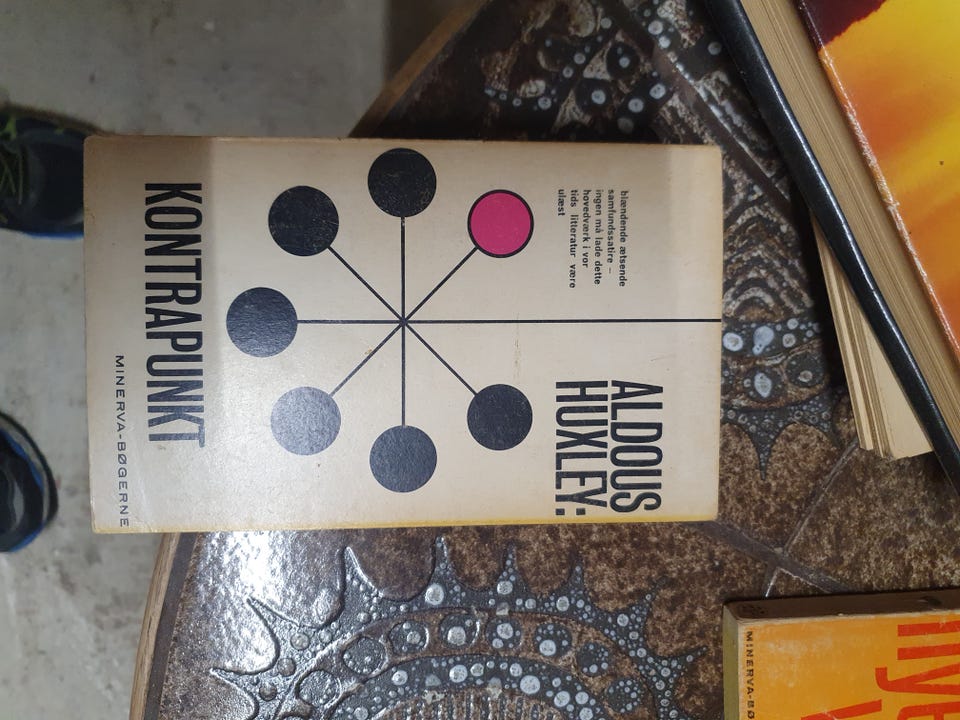 blændende ætsende
samfundssatire –
ingen må lade dette
hovedværk i vor
tids litteratur være
ulæst
ALDOUS
HUXLEY:
KONTRAPUNKT
MINERVA-BØGERNE
MINERVA-BØ